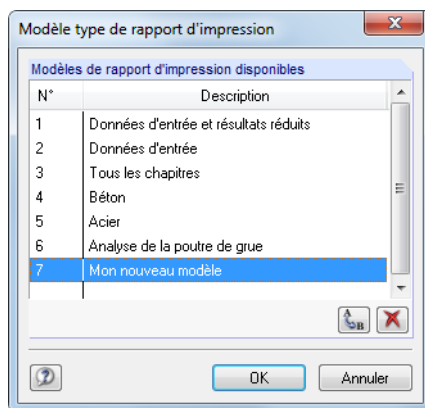 Modèle type de rapport d'impression
Modèles de rapport d'impression disponibles
N° Description
1 Données d'entrée et résultats réduits
2 Données d'entrée
3 Tous les chapitres
4 Béton
5 Acier
6 Analyse de la poutre de grue
7 Mon nouveau modèle
A B
OK Annuler